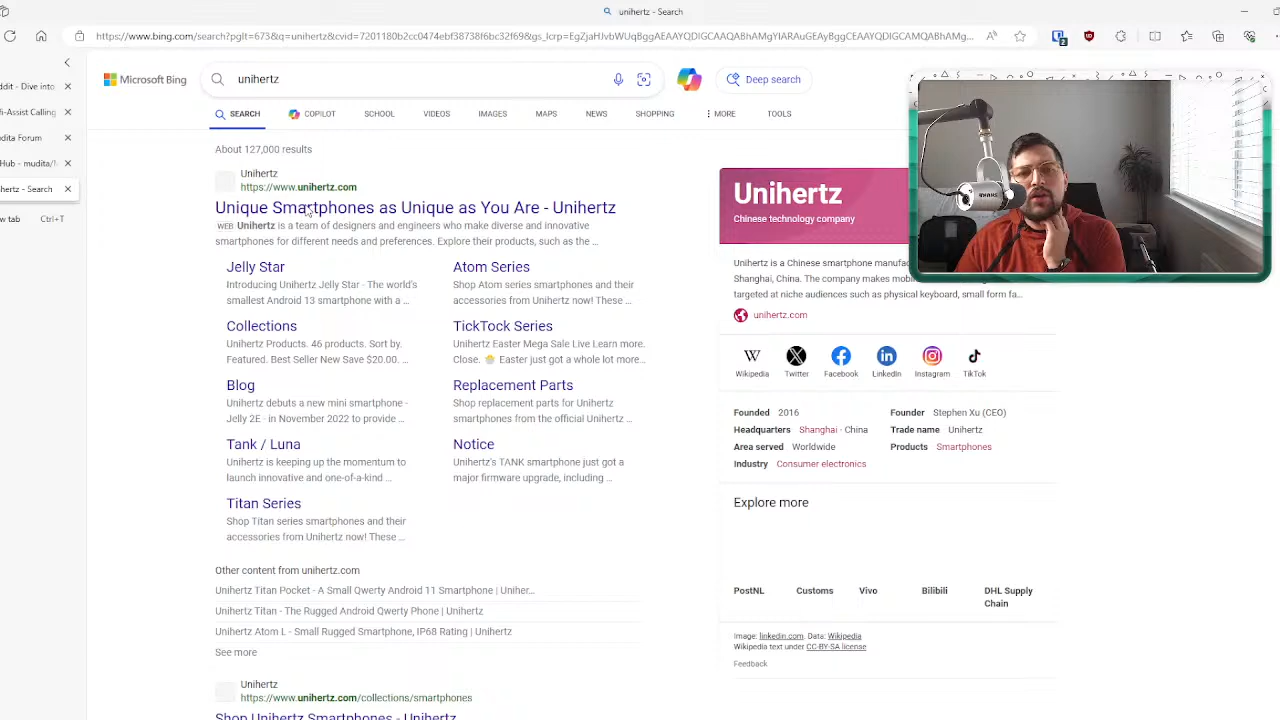 unihertz - Search
https://www.bing.com/search?pglt=673&q=unihertz&cvid=7201180b2cc0474ebf38738f6bc32f69&gs_lcrp=EgZjaHJvbWUqBggAEAAYQDIGCAAQABhAMgYIARAuGEAyBggCEAAYQDIGCAMQABhAMgYIBBAAGEAyBggFEAAYQDIG...
Microsoft Bing
unihertz
Deep search
SEARCH
COPILOT
SCHOOL
VIDEOS
IMAGES
MAPS
NEWS
SHOPPING
MORE
TOOLS
ddit - Dive into
i-Assist Calling
udita Forum
Hub - mudita/
hertz - Search
w tab Ctrl+T
About 127,000 results
Unihertz
https://www.unihertz.com
Unique Smartphones as Unique as You Are - Unihertz
WEB Unihertz is a team of designers and engineers who make diverse and innovative
smartphones for different needs and preferences. Explore their products, such as the ...
Jelly Star
Introducing Unihertz Jelly Star - The world's
smallest Android 13 smartphone with a ...
Atom Series
Shop Atom series smartphones and their
accessories from Unihertz now! These ...
Collections
Unihertz Products. 46 products. Sort by.
Featured. Best Seller New Save $20.00. ...
TickTock Series
Unihertz Easter Mega Sale Live Learn more.
Close. 🐣 Easter just got a whole lot more...
Blog
Unihertz debuts a new mini smartphone -
Jelly 2E - in November 2022 to provide ...
Replacement Parts
Shop replacement parts for Unihertz
smartphones from the official Unihertz ...
Tank / Luna
Unihertz is keeping up the momentum to
launch innovative and one-of-a-kind ...
Notice
Unihertz's TANK smartphone just got a
major firmware upgrade, including ...
Titan Series
Shop Titan series smartphones and their
accessories from Unihertz now! These ...
Other content from unihertz.com
Unihertz Titan Pocket - A Small Qwerty Android 11 Smartphone | Uniher...
Unihertz Titan - The Rugged Android Qwerty Phone | Unihertz
Unihertz Atom L - Small Rugged Smartphone, IP68 Rating | Unihertz
See more
Unihertz
https://www.unihertz.com/collections/smartphones
Shop Unihertz Smartphones - Unihertz
Unihertz
Chinese technology company
Unihertz is a Chinese smartphone manufac
Shanghai, China. The company makes mobi
targeted at niche audiences such as physical keyboard, small form fa...
unihertz.com
Wikipedia
Twitter
Facebook
LinkedIn
Instagram
TikTok
Founded 2016
Founder Stephen Xu (CEO)
Headquarters Shanghai · China
Trade name Unihertz
Area served Worldwide
Products Smartphones
Industry Consumer electronics
Explore more
PostNL
Customs
Vivo
Bilibili
DHL Supply
Chain
Image: linkedin.com. Data: Wikipedia
Wikipedia text under CC-BY-SA license
Feedback